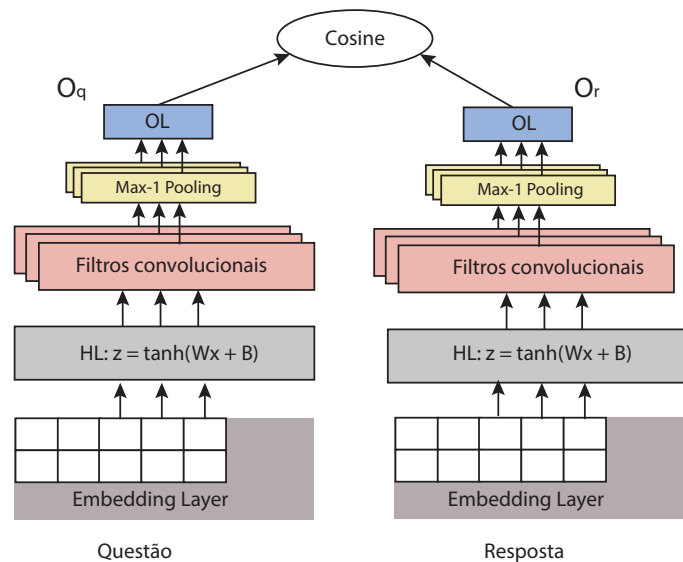 Cosine
Oq
Or
OL
OL
Max-1 Pooling
Max-1 Pooling
Filtros convolucionais
Filtros convolucionais
HL: z = tanh(Wx + B)
HL: z = tanh(Wx + B)
Embedding Layer
Embedding Layer
Questão
Resposta